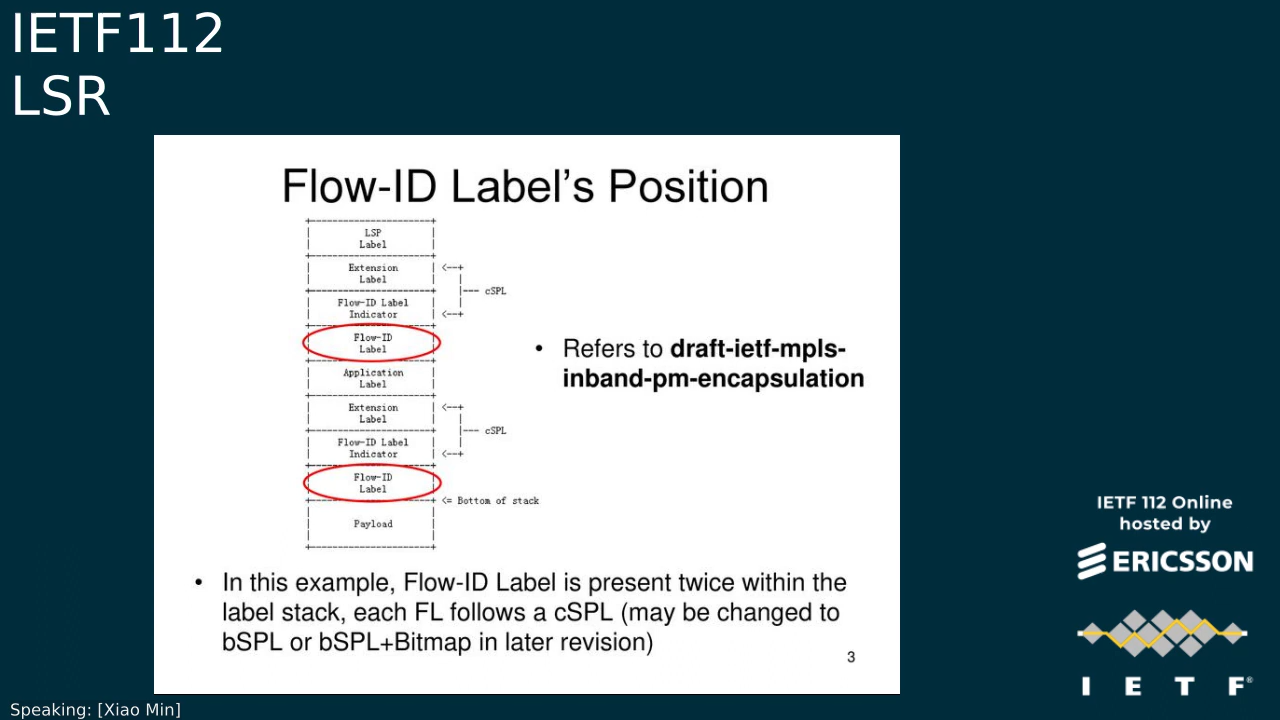 IETF112
LSR
Flow-ID Label's Position
LSP
Label
Extension <--+
Label
|--- cSPL
Flow-ID Label
Indicator <--+
Flow-ID
Label
Application
Label
Extension <--+
Label
|--- cSPL
Flow-ID Label
Indicator <--+
Flow-ID
Label
<= Bottom of stack
Payload
• Refers to draft-ietf-mpls-
inband-pm-encapsulation
• In this example, Flow-ID Label is present twice within the
label stack, each FL follows a cSPL (may be changed to
bSPL or bSPL+Bitmap in later revision)
3
IETF 112 Online
hosted by
ERICSSON
I E T F®
Speaking: [Xiao Min]